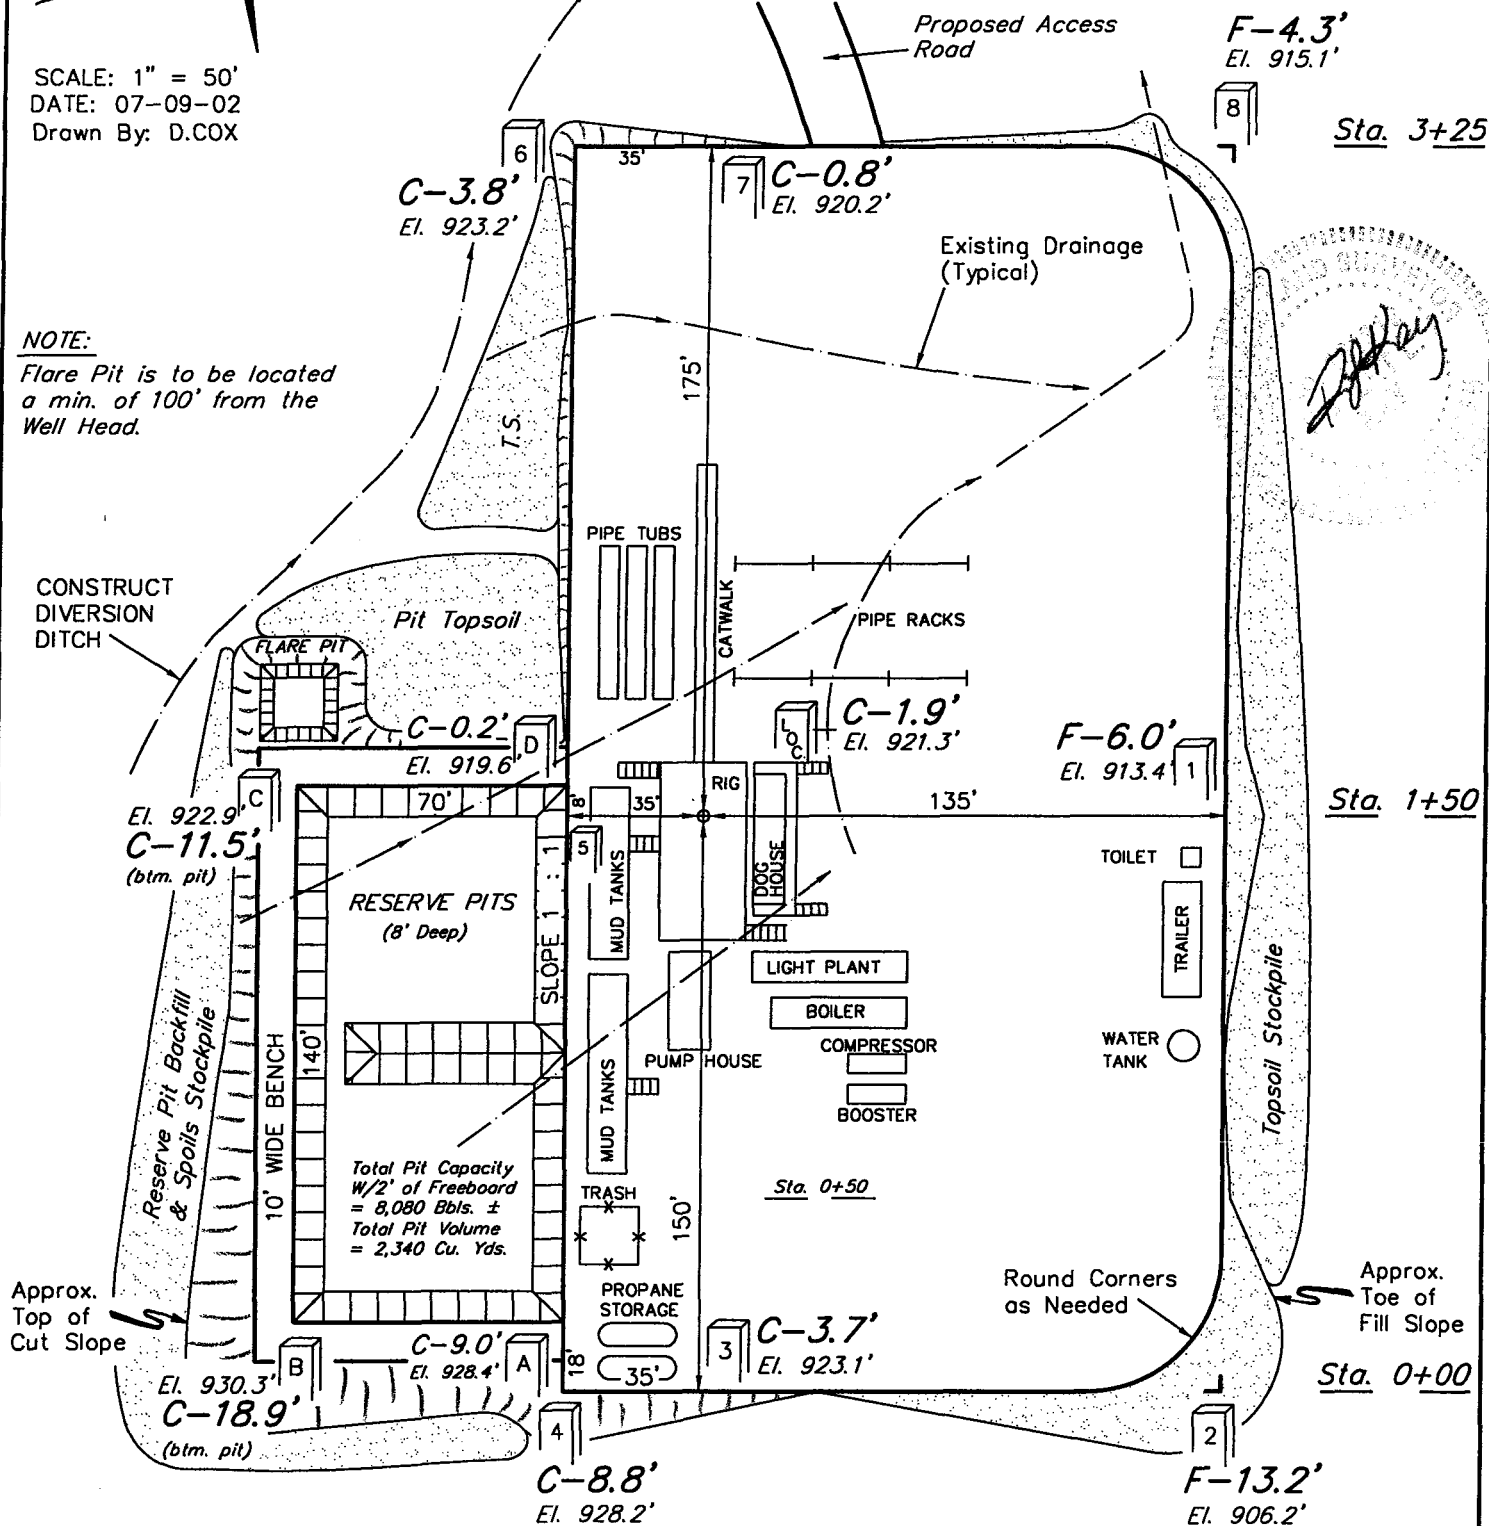 Proposed Access
Road
F-4.3'
El. 915.1'
SCALE: 1" = 50'
DATE: 07-09-02
Drawn By: D.COX
8
Sta. 3+25
6
35'
C-3.8'
El. 923.2'
7
C-0.8'
El. 920.2'
Existing Drainage
(Typical)
LAND SURVEYOR
NOTE:
Flare Pit is to be located
a min. of 100' from the
Well Head.
175'
T.S.
PIPE TUBS
CATWALK
PIPE RACKS
CONSTRUCT
DIVERSION
DITCH
Pit Topsoil
FLARE PIT
C-0.2'
El. 919.6'
D
LOC.
C-1.9'
El. 921.3'
F-6.0'
El. 913.4'
1
C
El. 922.9'
C-11.5'
(btm. pit)
70'
8'
35'
RIG
135'
Sta. 1+50
5
SLOPE 1 : 1
MUD TANKS
DOG
HOUSE
TOILET
TRAILER
RESERVE PITS
(8' Deep)
LIGHT PLANT
BOILER
COMPRESSOR
BOOSTER
PUMP HOUSE
MUD TANKS
WATER
TANK
Topsoil Stockpile
Reserve Pit Backfill
& Spoils Stockpile
10' WIDE BENCH
140'
Total Pit Capacity
W/2' of Freeboard
= 8,080 Bbls. ±
Total Pit Volume
= 2,340 Cu. Yds.
TRASH
150'
Sta. 0+50
PROPANE
STORAGE
Round Corners
as Needed
Approx.
Top of
Cut Slope
Approx.
Toe of
Fill Slope
C-9.0'
El. 928.4'
A
18'
35'
3
C-3.7'
El. 923.1'
Sta. 0+00
B
El. 930.3'
C-18.9'
(btm. pit)
4
C-8.8'
El. 928.2'
2
F-13.2'
El. 906.2'